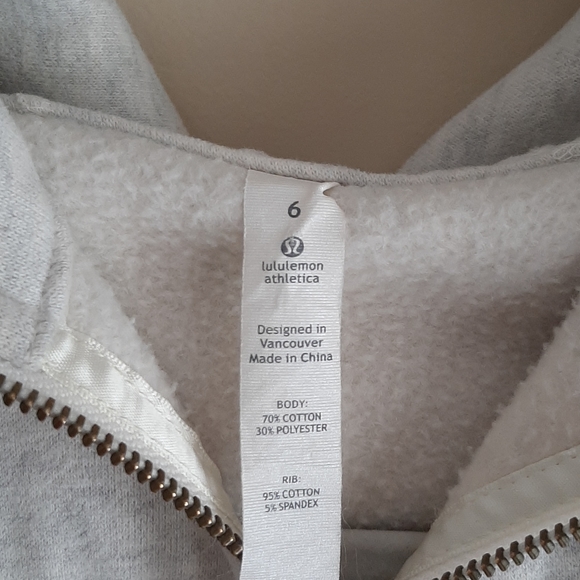 6
lululemon
athletica
Designed in
Vancouver
Made in China
BODY:
70% COTTON
30% POLYESTER
RIB:
95% COTTON
5% SPANDEX